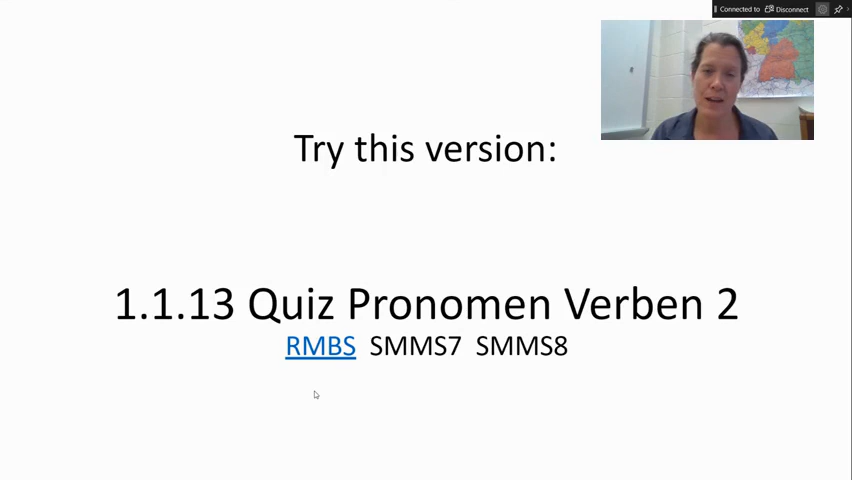 Connected to Disconnect
Try this version:
1.1.13 Quiz Pronomen Verben 2
RMBS SMMS7 SMMS8